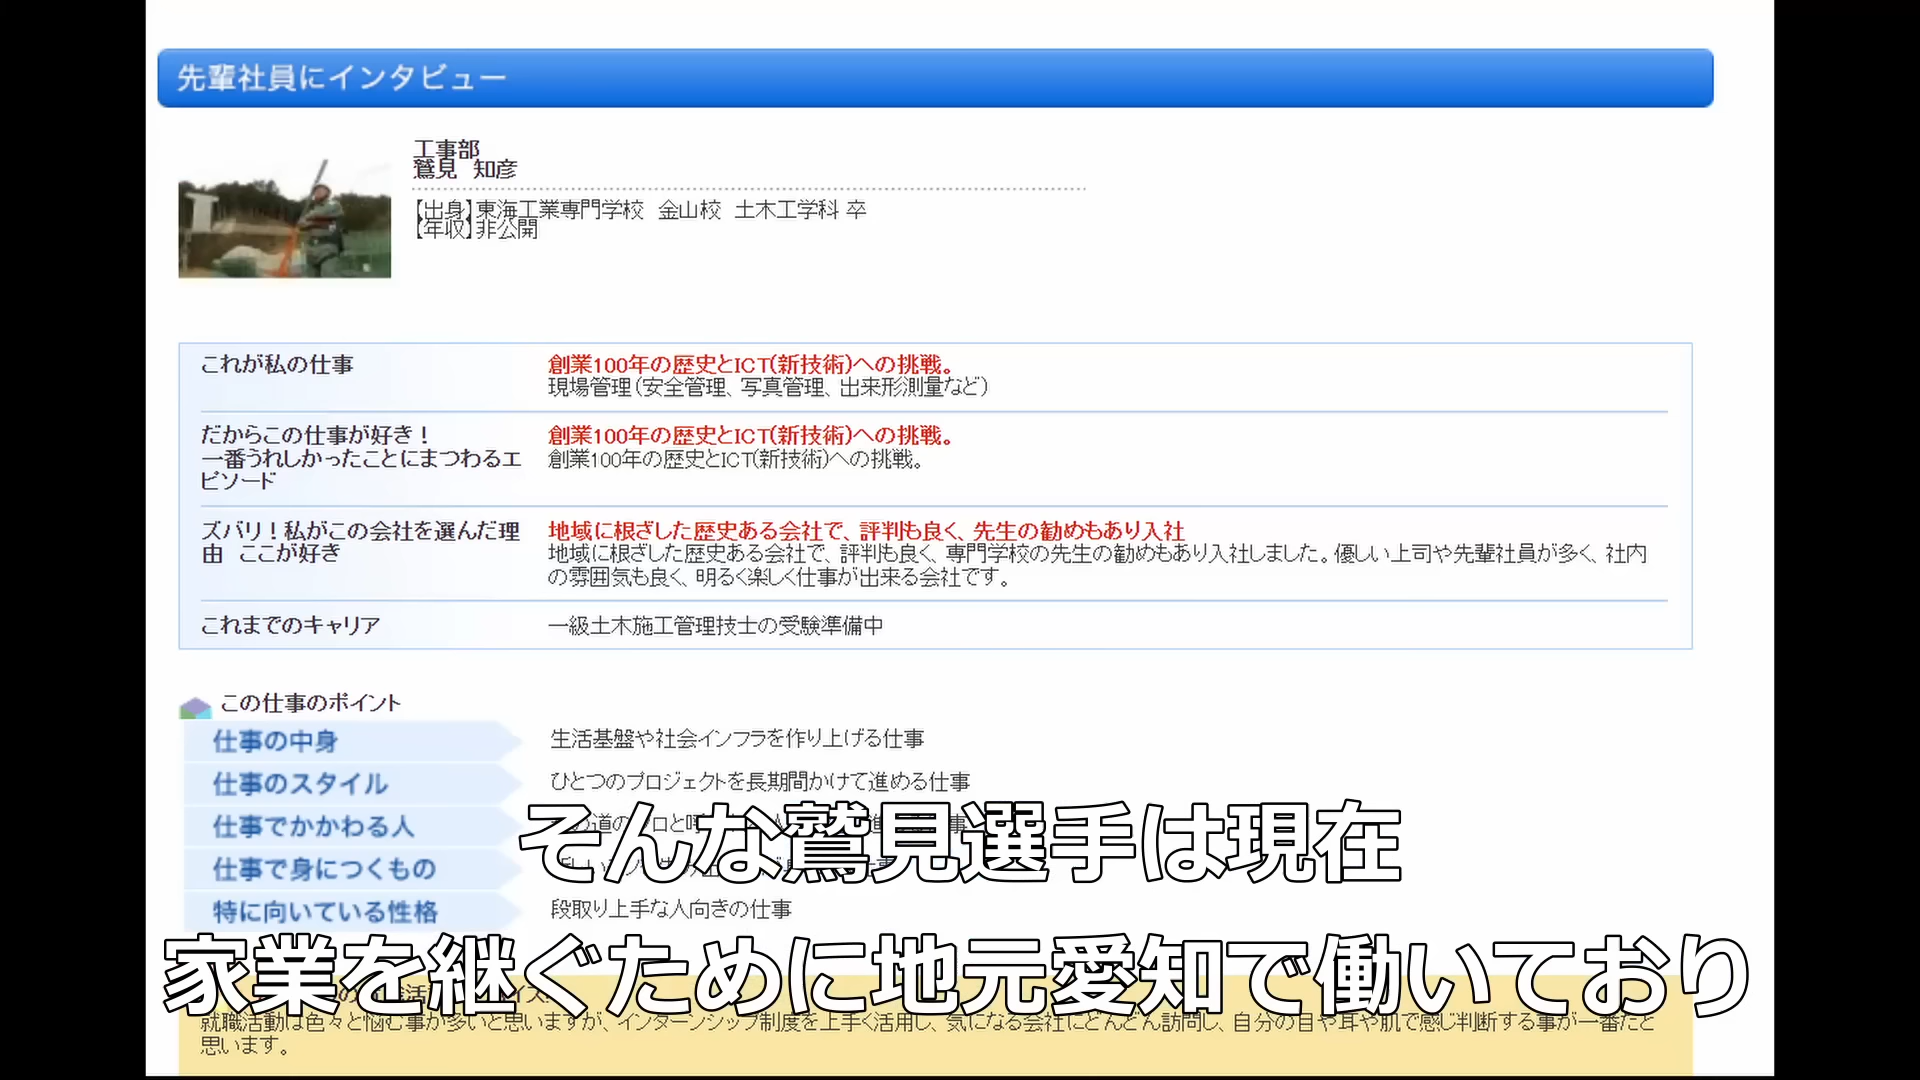 先輩社員にインタビュー
工事部
鷲見　知彦
【出身】東海工業専門学校　金山校　土木工学科 卒
【年収】非公開
これが私の仕事
創業100年の歴史とICT(新技術)への挑戦。
現場管理(安全管理、写真管理、出来形測量など)
だからこの仕事が好き！
一番うれしかったことにまつわるエ
ピソード
創業100年の歴史とICT(新技術)への挑戦。
創業100年の歴史とICT(新技術)への挑戦。
ズバリ！私がこの会社を選んだ理
由　ここが好き
地域に根ざした歴史ある会社で、評判も良く、先生の勧めもあり入社
地域に根ざした歴史ある会社で、評判も良く、専門学校の先生の勧めもあり入社しました。優しい上司や先輩社員が多く、社内
の雰囲気も良く、明るく楽しく仕事が出来る会社です。
これまでのキャリア
一級土木施工管理技士の受験準備中
この仕事のポイント
仕事の中身
生活基盤や社会インフラを作り上げる仕事
仕事のスタイル
ひとつのプロジェクトを長期間かけて進める仕事
仕事でかかわる人
仕事で身につくもの
特に向いている性格
段取り上手な人向きの仕事
そんな鷲見選手は現在
家業を継ぐために地元愛知で働いており
就職活動は色々と悩む事が多いと思いますが、インターンシップ制度を上手く活用し、気になる会社にどんどん訪問し、自分の目や耳や肌で感じ判断する事が一番だと
思います。